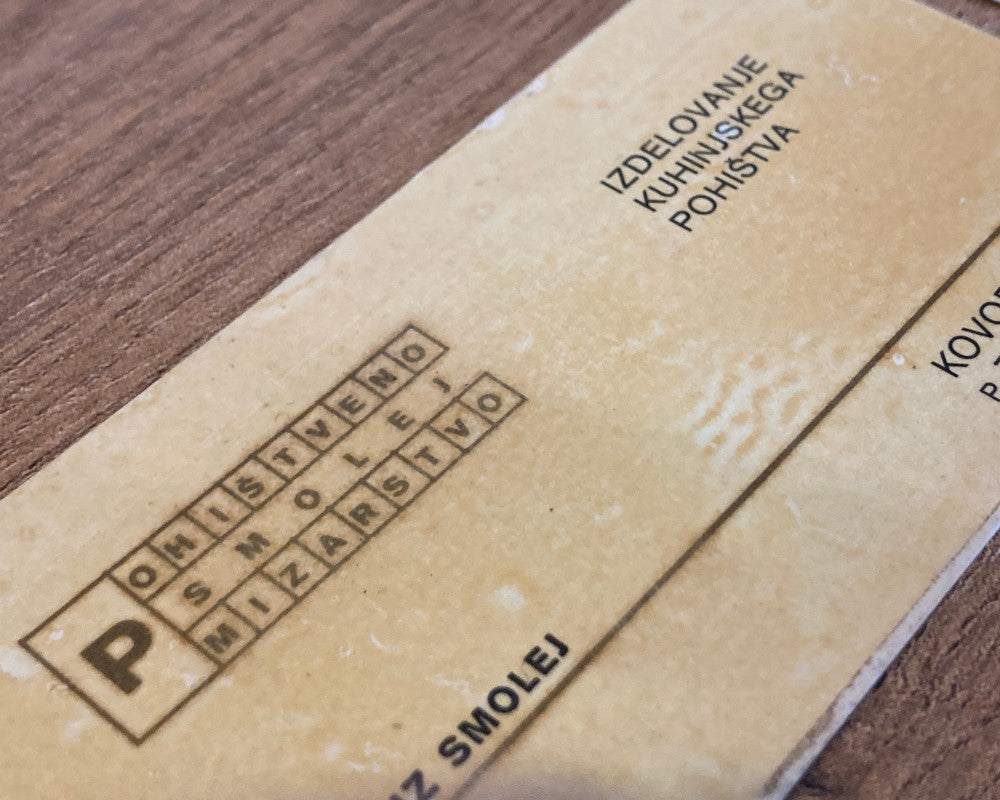 IZDELOVANJE
KUHINJSKEGA
POHIŠTVA
POHIŠTVENO
SMOLEJ
MIZARSTVO
SMOLEJ